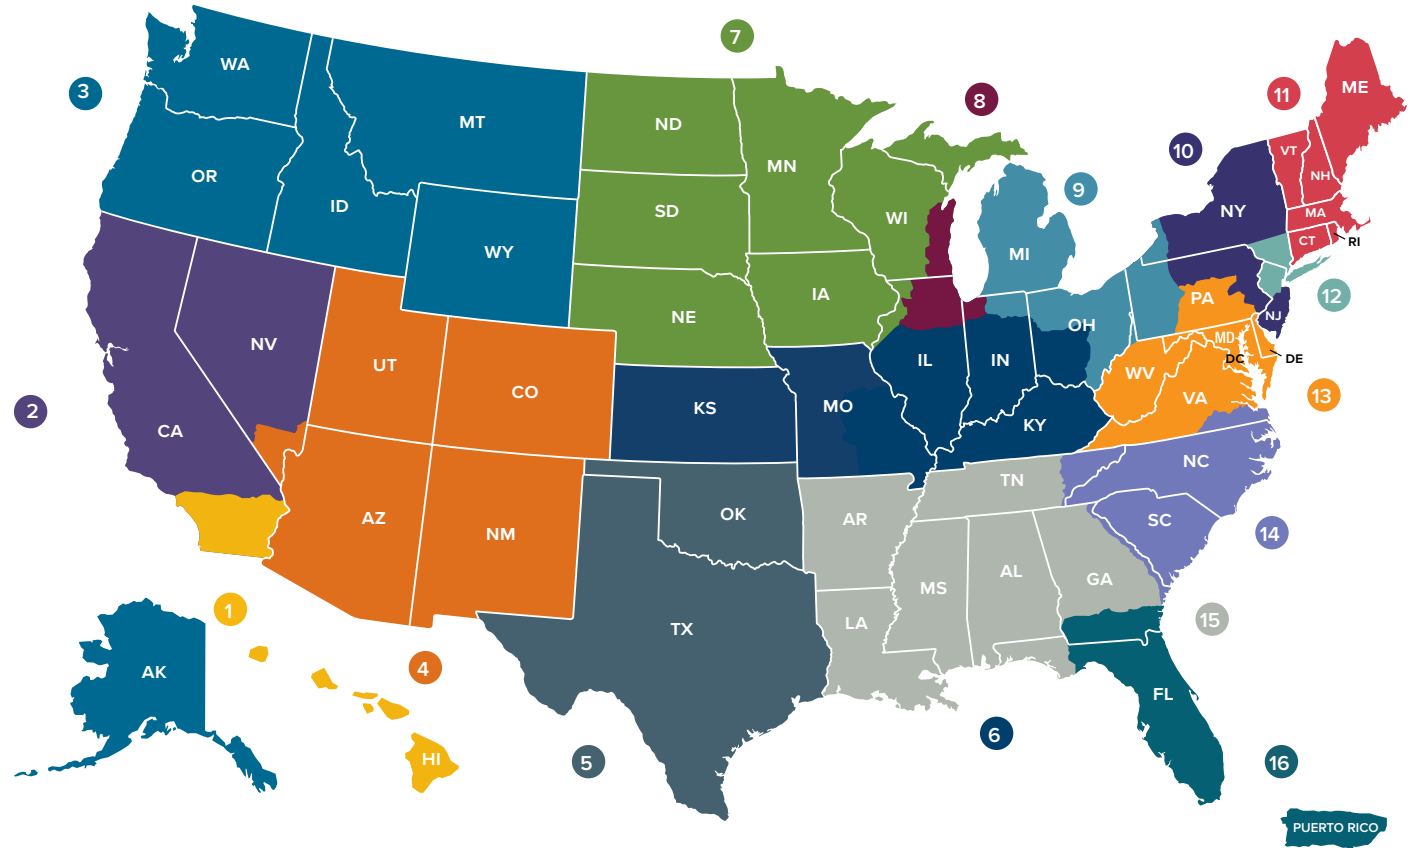 7
3
WA
ME
8
11
MT
ND
MN
10
VT
NH
OR
9
ID
SD
WI
NY
MA
CT
RI
WY
MI
IA
12
PA
NJ
NE
OH
NV
MD
DC
DE
UT
IL
IN
WV
CO
13
VA
2
KS
MO
CA
KY
NC
TN
AZ
OK
AR
SC
NM
14
MS
AL
GA
1
LA
15
TX
AK
4
FL
6
HI
5
16
PUERTO RICO